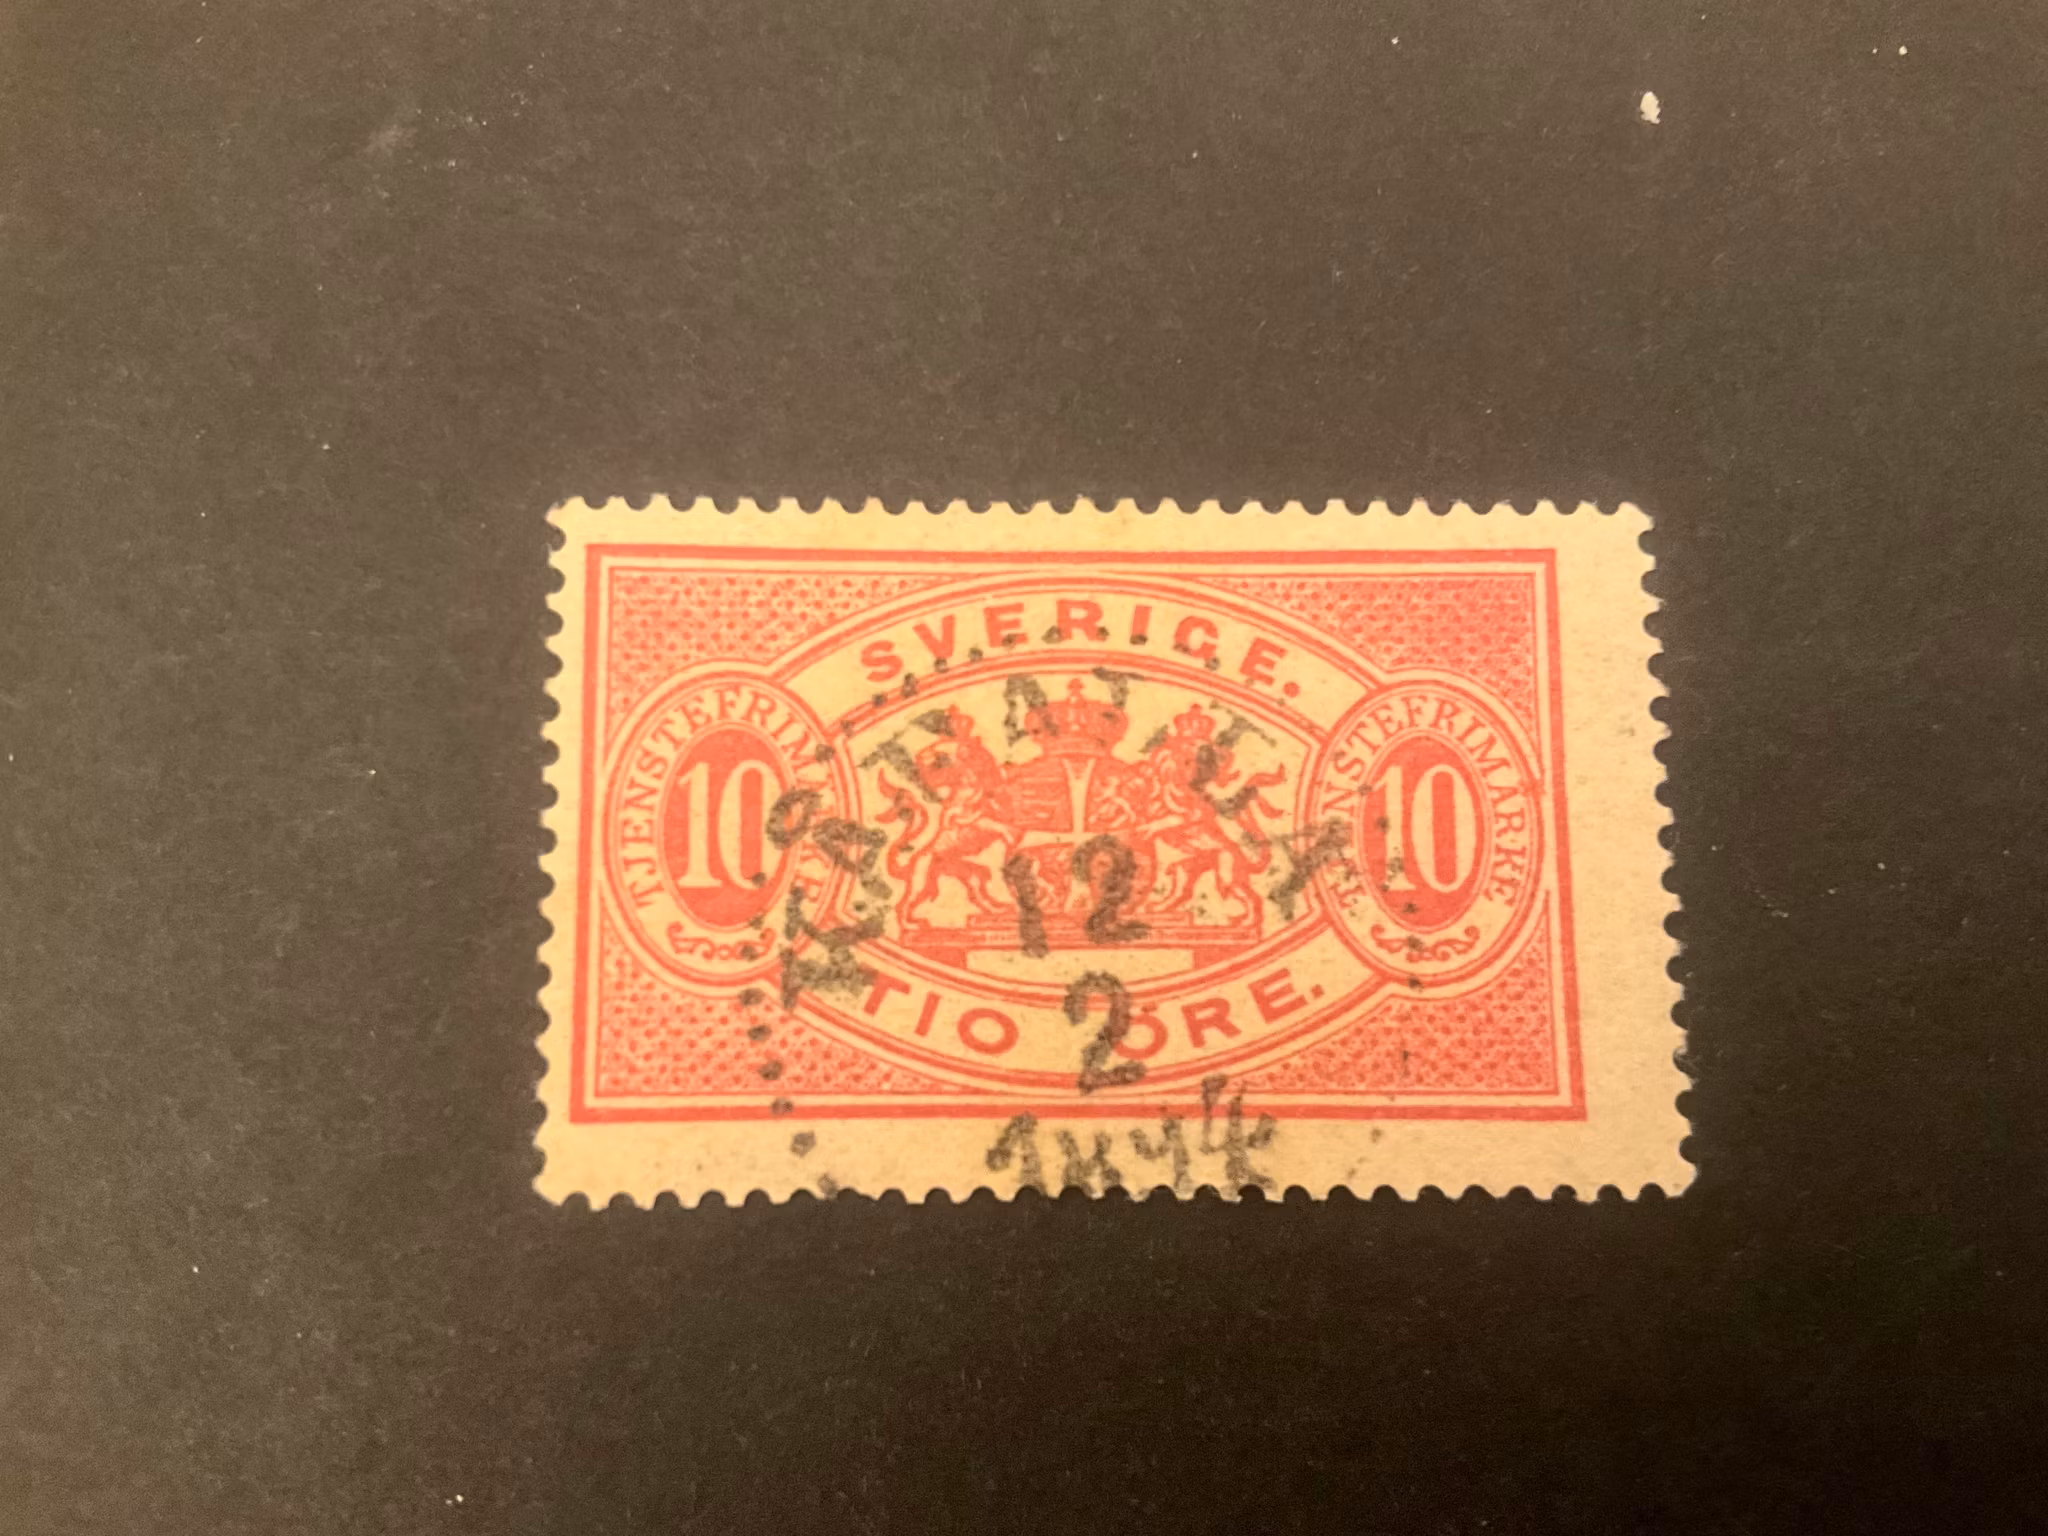 SVERIGE.
TJENSTEFRIMÄRKE
10
TJENSTEFRIMÄRKE
10
12
2
TIO ÖRE.